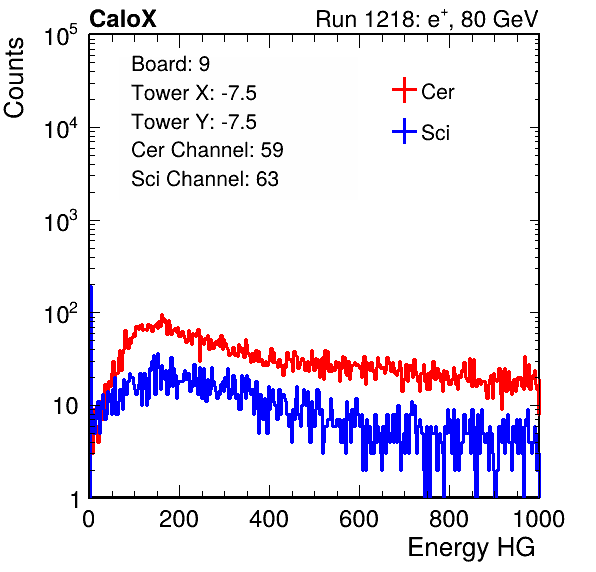 CaloX Run 1218: e+, 80 GeV
Counts
10^5
10^4
10^3
10^2
10
1
Board: 9
Tower X: -7.5
Tower Y: -7.5
Cer Channel: 59
Sci Channel: 63
Cer
Sci
0 200 400 600 800 1000
Energy HG